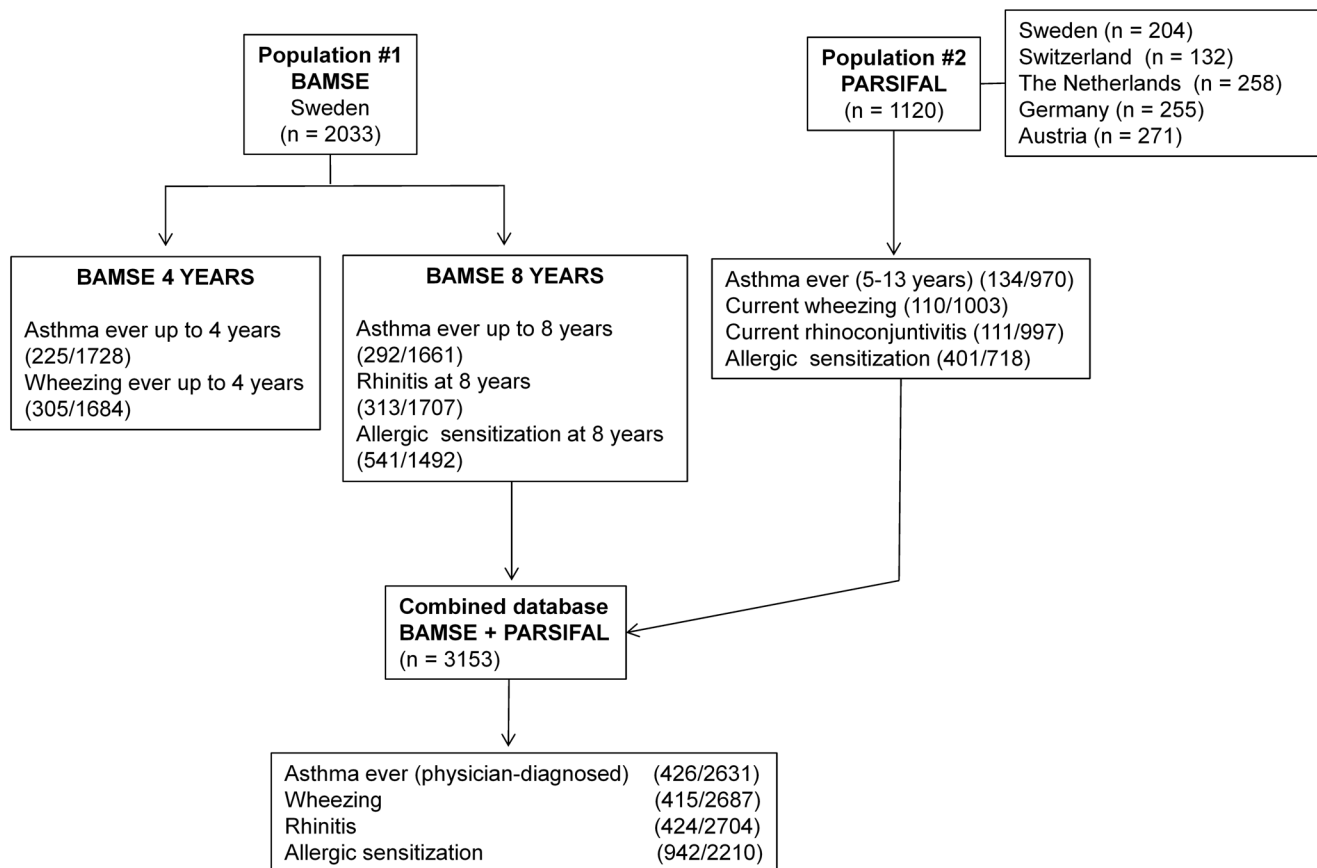 Population #1
BAMSE
Sweden
(n = 2033)
Population #2
PARSIFAL
(n = 1120)
Sweden (n = 204)
Switzerland (n = 132)
The Netherlands (n = 258)
Germany (n = 255)
Austria (n = 271)
BAMSE 4 YEARS
Asthma ever up to 4 years
(225/1728)
Wheezing ever up to 4 years
(305/1684)
BAMSE 8 YEARS
Asthma ever up to 8 years
(292/1661)
Rhinitis at 8 years
(313/1707)
Allergic sensitization at 8 years
(541/1492)
Asthma ever (5-13 years) (134/970)
Current wheezing (110/1003)
Current rhinoconjuntivitis (111/997)
Allergic sensitization (401/718)
Combined database
BAMSE + PARSIFAL
(n = 3153)
Asthma ever (physician-diagnosed) (426/2631)
Wheezing (415/2687)
Rhinitis (424/2704)
Allergic sensitization (942/2210)